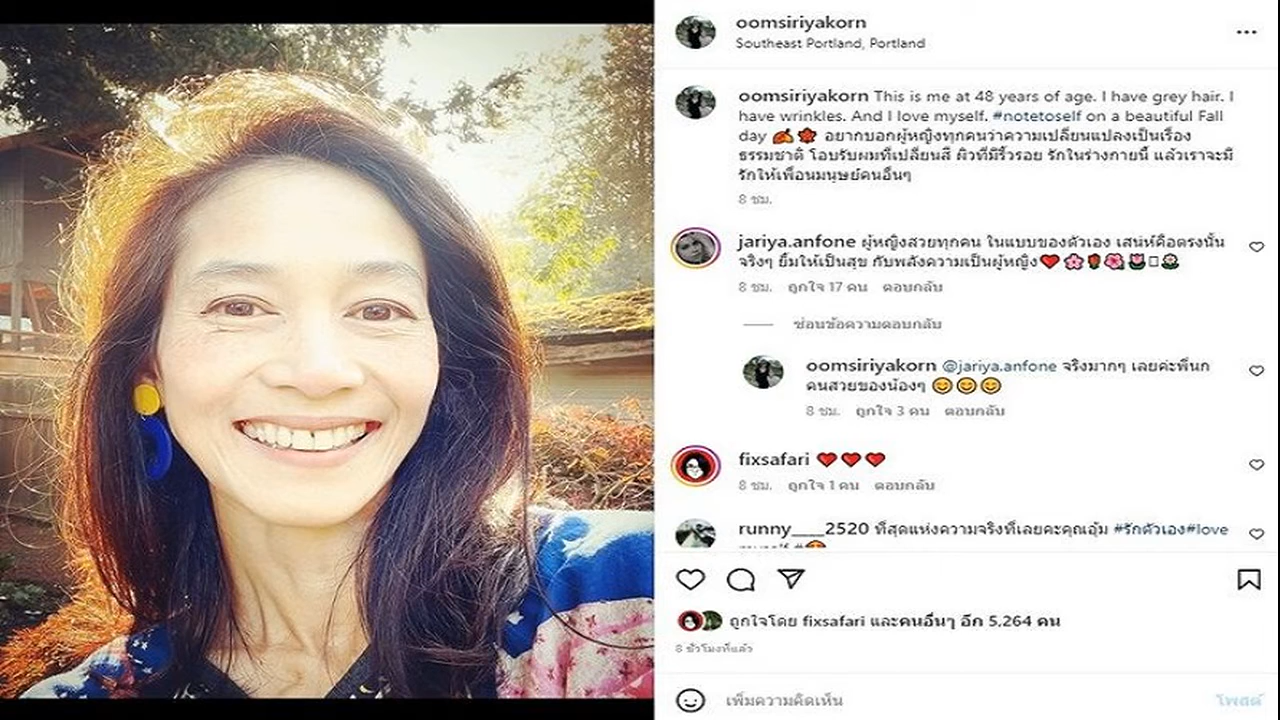 oomsiriyakorn
Southeast Portland, Portland
oomsiriyakorn This is me at 48 years of age. I have grey hair. I
have wrinkles. And I love myself. #notetoself on a beautiful Fall
day 🍂🍁 อยากบอกผู้หญิงทุกคนว่าความเปลี่ยนแปลงเป็นเรื่อง
ธรรมชาติ โอบรับผมที่เปลี่ยนสี ผิวที่มีริ้วรอย รักในร่างกายนี้ แล้วเราจะมี
รักให้เพื่อนมนุษย์คนอื่นๆ
8 ชม.
jariya.anfone ผู้หญิงสวยทุกคน ในแบบของตัวเอง เสน่ห์คือตรงนั้น
จริงๆ ยิ้มให้เป็นสุข กับพลังความเป็นผู้หญิง❤️🌸🌹🌺🌷
8 ชม. ถูกใจ 17 คน ตอบกลับ
ซ่อนข้อความตอบกลับ
oomsiriyakorn @jariya.anfone จริงมากๆ เลยค่ะพี่นก
คนสวยของน้องๆ 😊😊😊
8 ชม. ถูกใจ 3 คน ตอบกลับ
fixsafari ❤️❤️❤️
8 ชม. ถูกใจ 1 คน ตอบกลับ
runny____2520 ที่สุดแห่งความจริงที่เลยคะคุณอุ้ม #รักตัวเอง#love
ถูกใจโดย fixsafari และคนอื่นๆ อีก 5,264 คน
8 ชั่วโมงที่แล้ว
เพิ่มความคิดเห็น
โพสต์